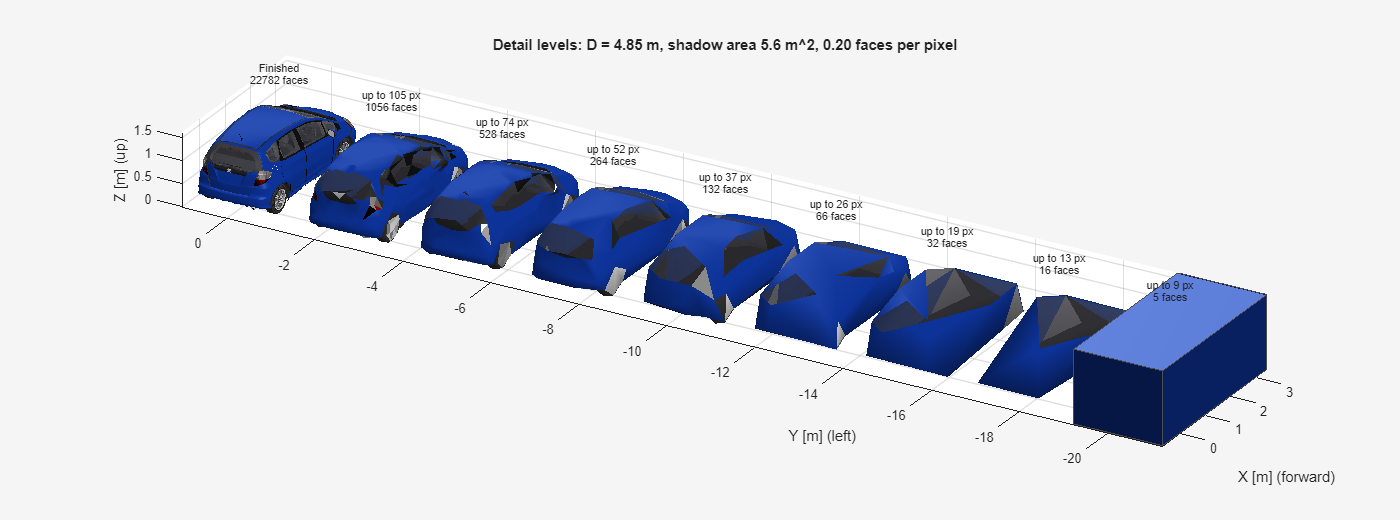 Detail levels: D = 4.85 m, shadow area 5.6 m^2, 0.20 faces per pixel
Finished
22782 faces
up to 105 px
1056 faces
up to 74 px
528 faces
up to 52 px
264 faces
up to 37 px
132 faces
up to 26 px
66 faces
up to 19 px
32 faces
up to 13 px
16 faces
up to 9 px
5 faces
Z [m] (up)
1.5
1
0.5
0
0
-2
-4
-6
-8
-10
-12
-14
-16
-18
-20
Y [m] (left)
3
2
1
0
X [m] (forward)